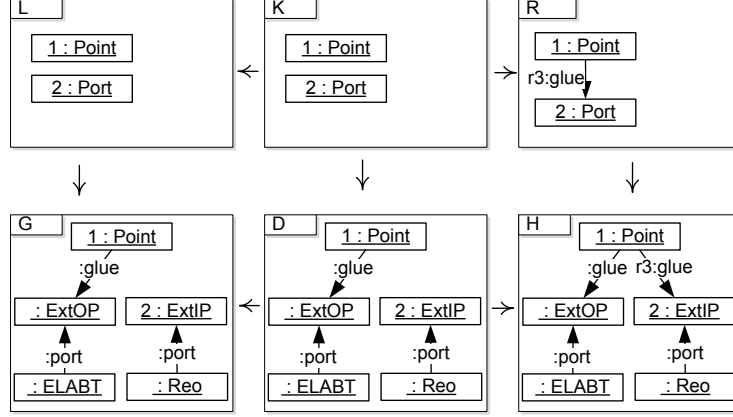 L
1 : Point
2 : Port
K
1 : Point
2 : Port
R
1 : Point
r3:glue
2 : Port
G
1 : Point
:glue
: ExtOP
2 : ExtIP
:port
:port
: ELABT
: Reo
D
1 : Point
:glue
: ExtOP
2 : ExtIP
:port
:port
: ELABT
: Reo
H
1 : Point
:glue
r3:glue
: ExtOP
2 : ExtIP
:port
:port
: ELABT
: Reo